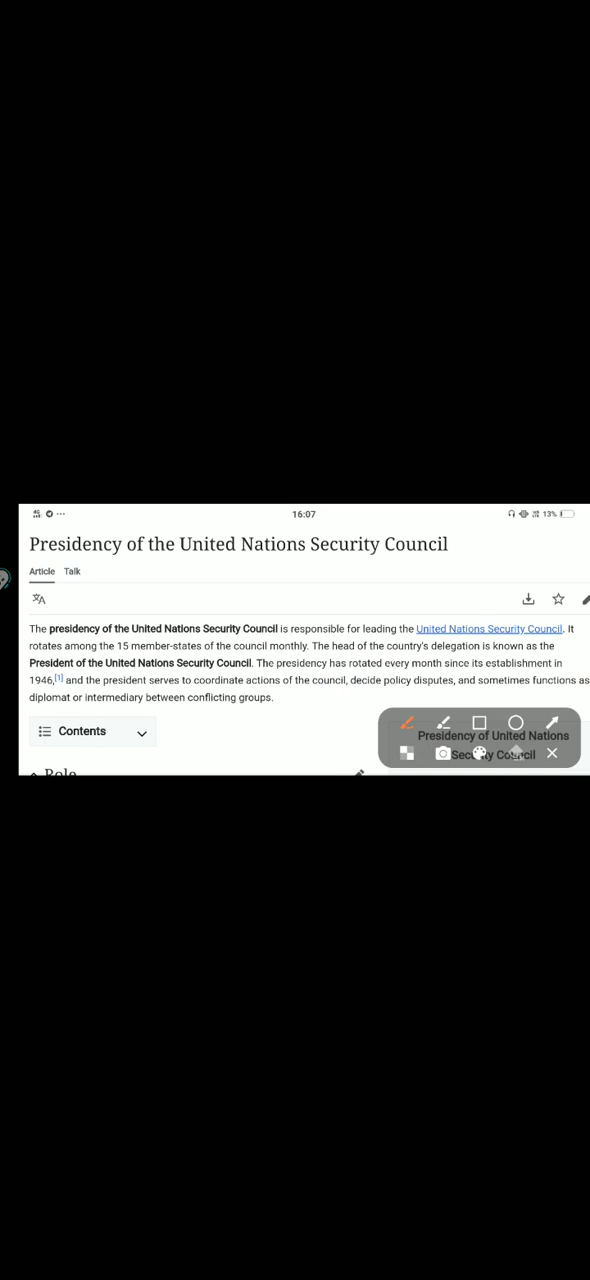 16:07
13%
Presidency of the United Nations Security Council
Article Talk
The presidency of the United Nations Security Council is responsible for leading the United Nations Security Council. It
rotates among the 15 member-states of the council monthly. The head of the country's delegation is known as the
President of the United Nations Security Council. The presidency has rotated every month since its establishment in
1946,[1] and the president serves to coordinate actions of the council, decide policy disputes, and sometimes functions as
diplomat or intermediary between conflicting groups.
Contents
Presidency of United Nations
Security Council
Role